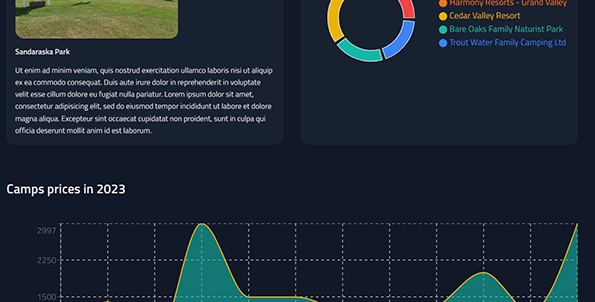 Harmony Resorts - Grand Valley
Cedar Valley Resort
Bare Oaks Family Naturist Park
Trout Water Family Camping Ltd
Sandaraska Park
Ut enim ad minim veniam, quis nostrud exercitation ullamco laboris nisi ut aliquip
ex ea commodo consequat. Duis aute irure dolor in reprehenderit in voluptate
velit esse cillum dolore eu fugiat nulla pariatur. Lorem ipsum dolor sit amet,
consectetur adipisicing elit, sed do eiusmod tempor incididunt ut labore et dolore
magna aliqua. Excepteur sint occaecat cupidatat non proident, sunt in culpa qui
officia deserunt mollit anim id est laborum.
Camps prices in 2023
2997
2250
1500